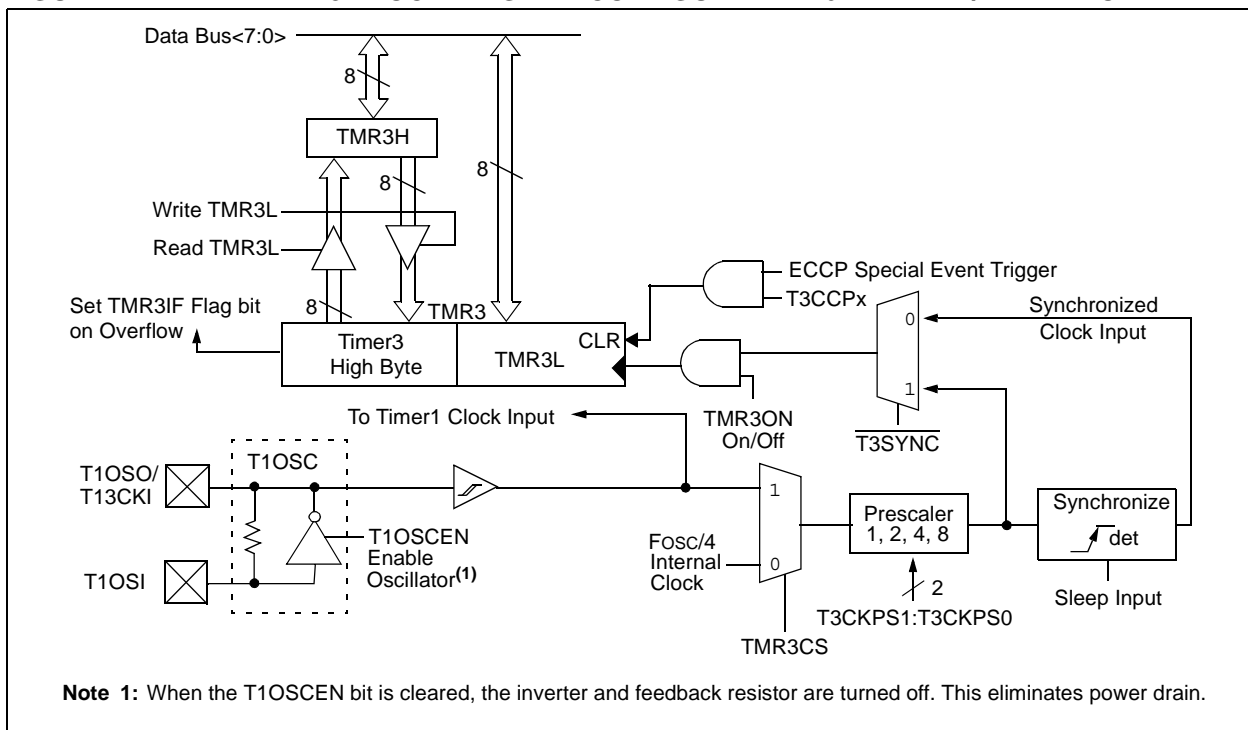 Data Bus<7:0>
8
TMR3H
8
8
Write TMR3L
Read TMR3L
8
TMR3
Set TMR3IF Flag bit
on Overflow
Timer3
High Byte
TMR3L
CLR
ECCP Special Event Trigger
T3CCPx
0
1
Synchronized
Clock Input
TMR3ON
On/Off
T3SYNC
To Timer1 Clock Input
T1OSC
T1OSO/
T13CKI
T1OSI
T1OSCEN
Enable
Oscillator(1)
FOSC/4
Internal
Clock
1
0
TMR3CS
Prescaler
1, 2, 4, 8
2
T3CKPS1:T3CKPS0
Synchronize
det
Sleep Input
Note 1: When the T1OSCEN bit is cleared, the inverter and feedback resistor are turned off. This eliminates power drain.